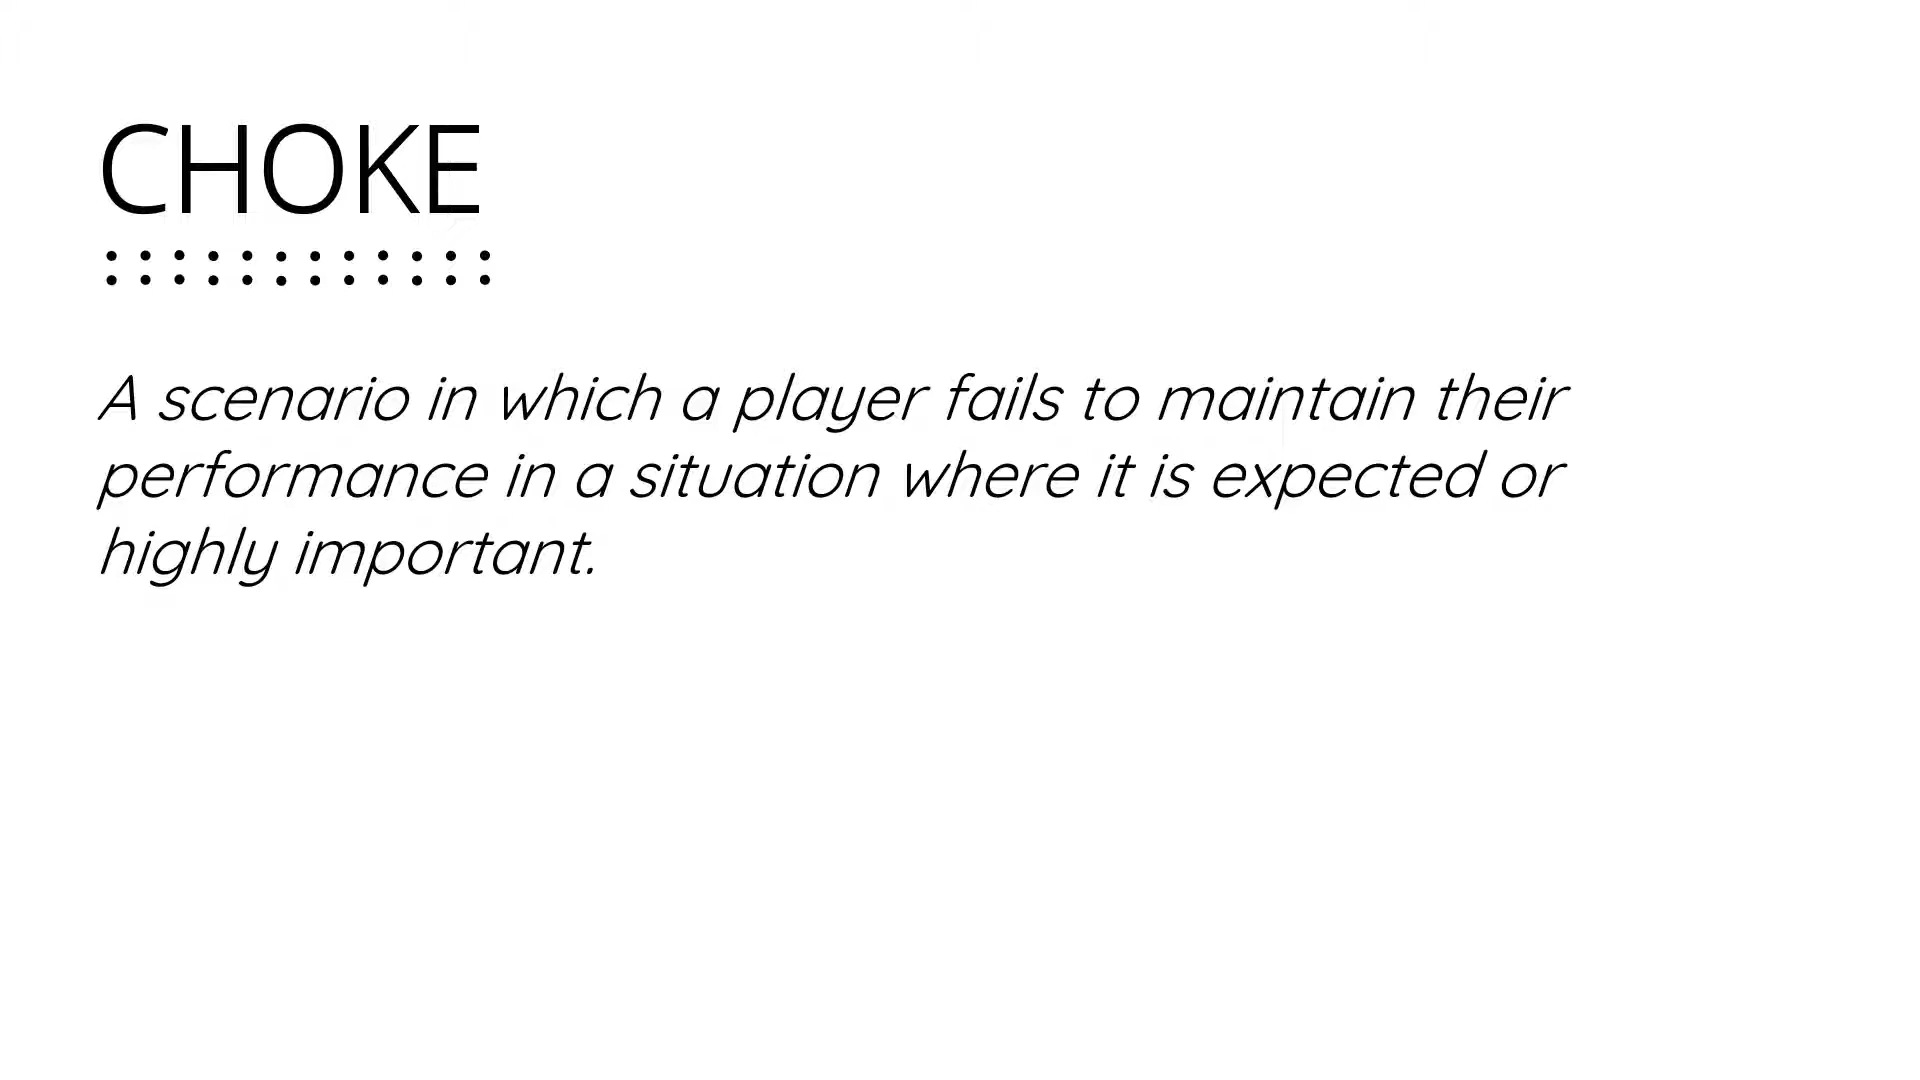 CHOKE
A scenario in which a player fails to maintain their
performance in a situation where it is expected or
highly important.